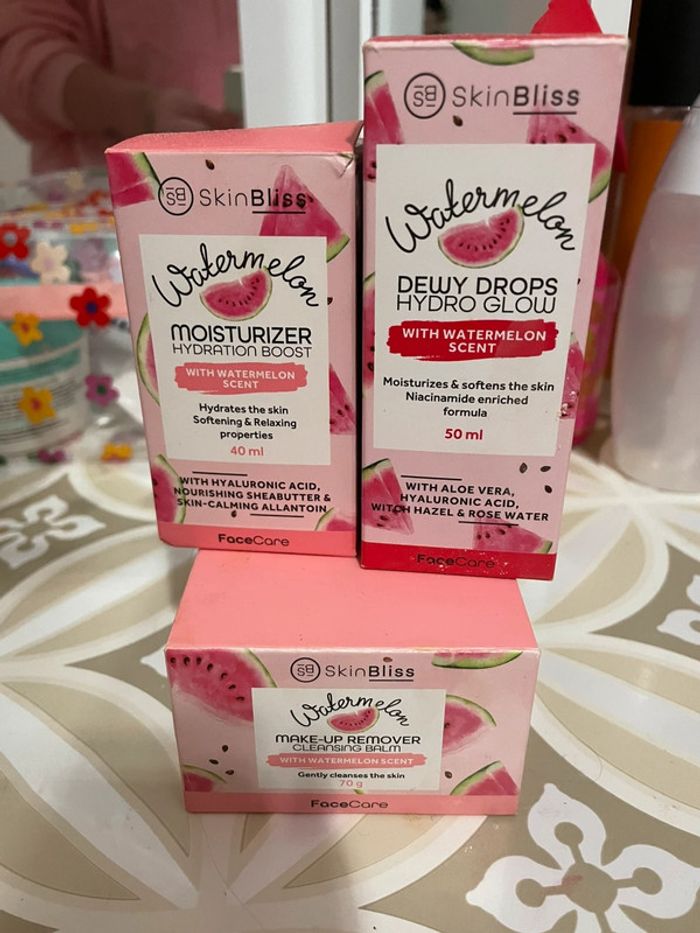 SkinBliss
Watermelon
MOISTURIZER
HYDRATION BOOST
WITH WATERMELON
SCENT
Hydrates the skin
Softening & Relaxing
properties
40 ml
WITH HYALURONIC ACID,
NOURISHING SHEABUTTER &
SKIN-CALMING ALLANTOIN
FaceCare
SkinBliss
Watermelon
DEWY DROPS
HYDRO GLOW
WITH WATERMELON
SCENT
Moisturizes & softens the skin
Niacinamide enriched
formula
50 ml
WITH ALOE VERA,
HYALURONIC ACID,
WITCH HAZEL & ROSE WATER
FaceCare
SkinBliss
Watermelon
MAKE-UP REMOVER
CLEANSING BALM
WITH WATERMELON SCENT
Gently cleanses the skin
70 g
FaceCare